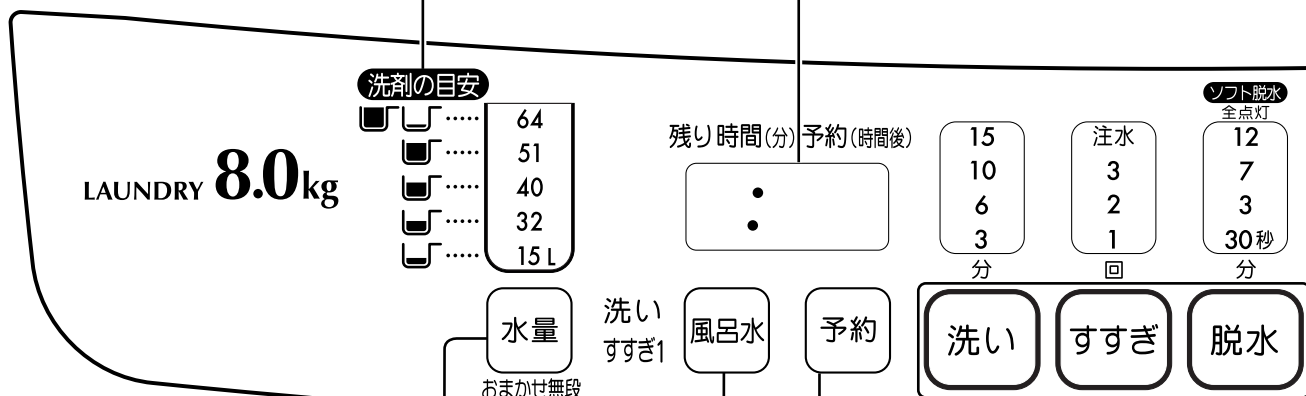 LAUNDRY 8.0kg
洗剤の目安
64
51
40
32
15 L
水量
おまかせ無段
残り時間(分)予約(時間後)
洗い
すすぎ1
風呂水
予約
15
10
6
3
分
洗い
注水
3
2
1
回
すすぎ
ソフト脱水
全点灯
12
7
3
30秒
分
脱水